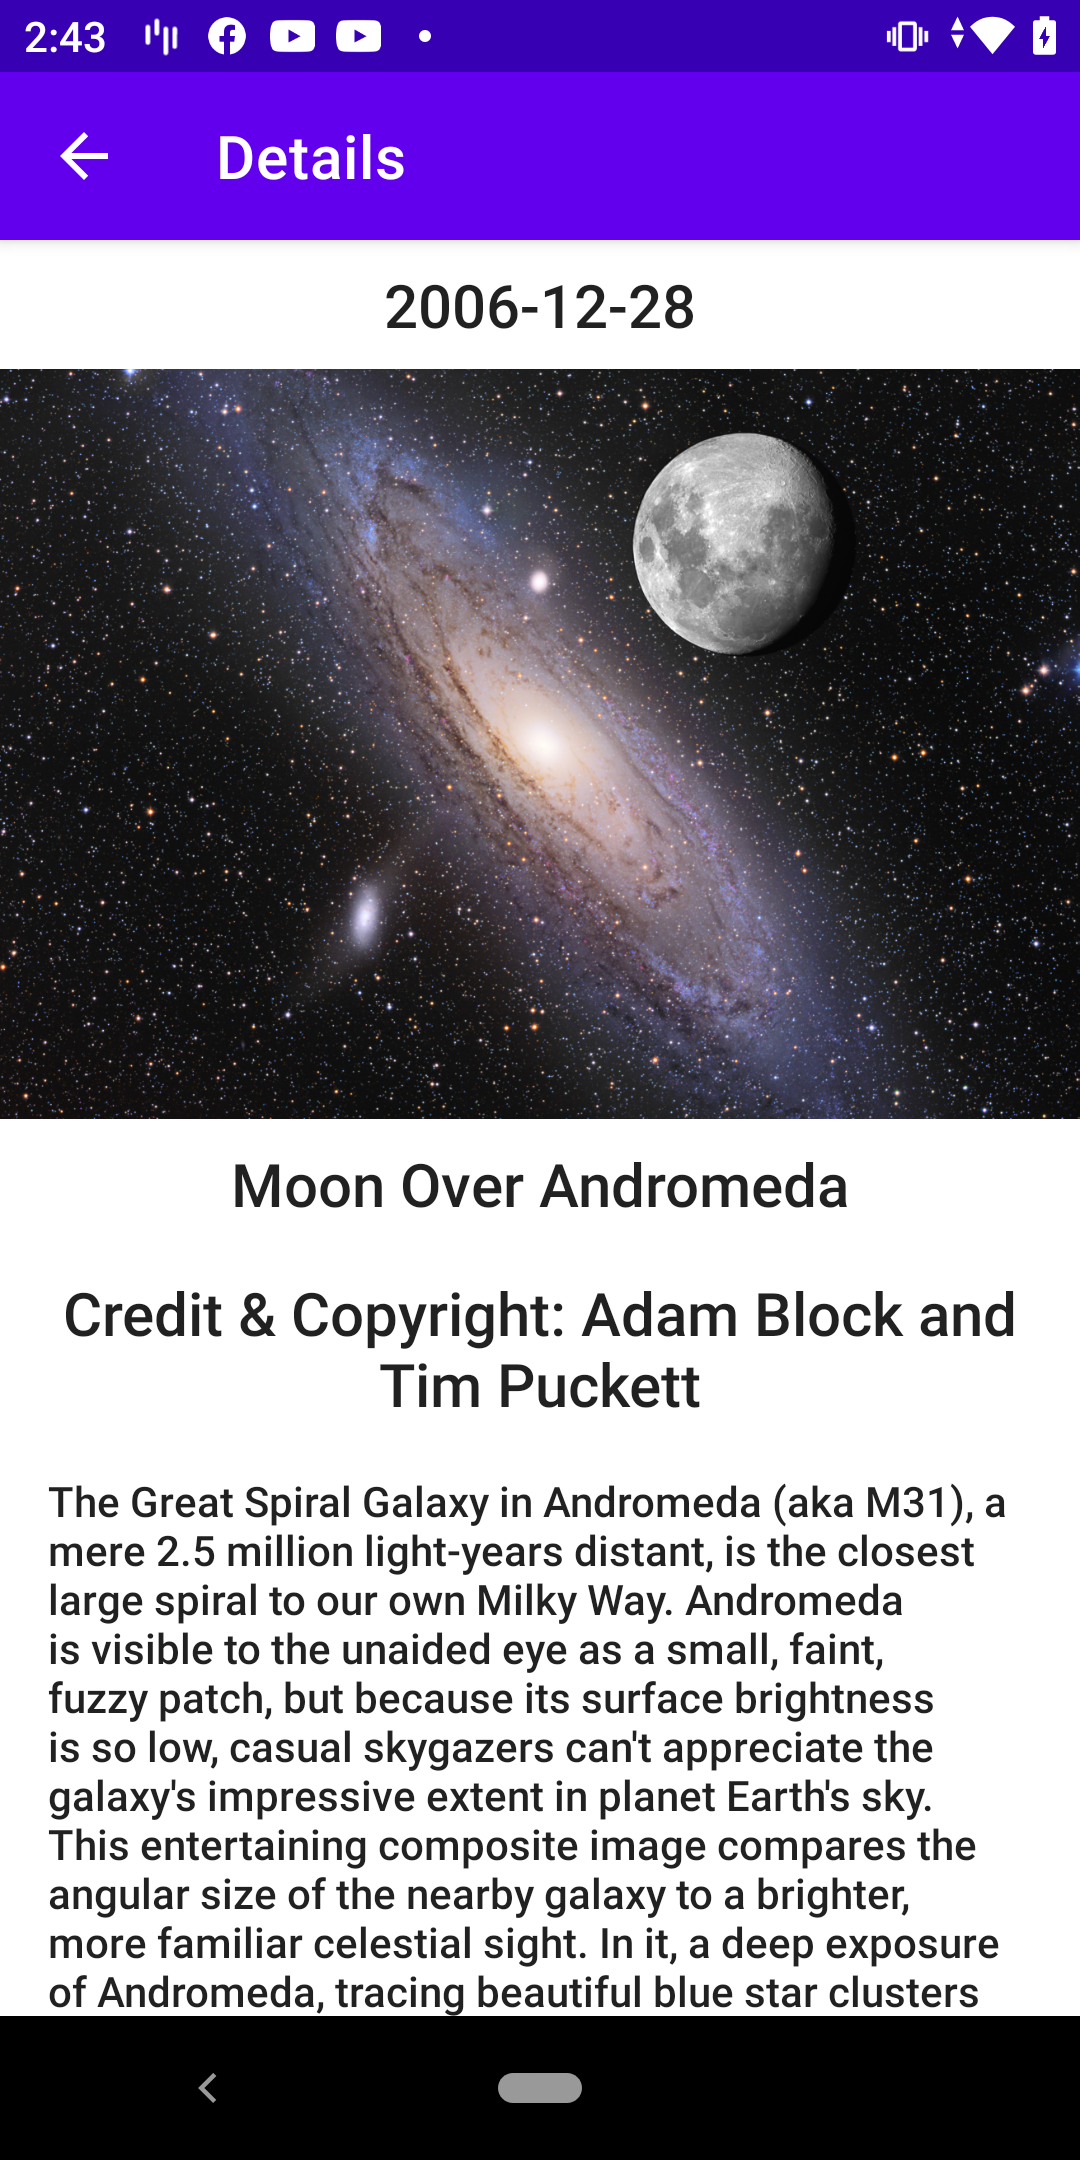 2:43
Details
2006-12-28
Moon Over Andromeda
Credit & Copyright: Adam Block and
Tim Puckett
The Great Spiral Galaxy in Andromeda (aka M31), a
mere 2.5 million light-years distant, is the closest
large spiral to our own Milky Way. Andromeda
is visible to the unaided eye as a small, faint,
fuzzy patch, but because its surface brightness
is so low, casual skygazers can't appreciate the
galaxy's impressive extent in planet Earth's sky.
This entertaining composite image compares the
angular size of the nearby galaxy to a brighter,
more familiar celestial sight. In it, a deep exposure
of Andromeda, tracing beautiful blue star clusters